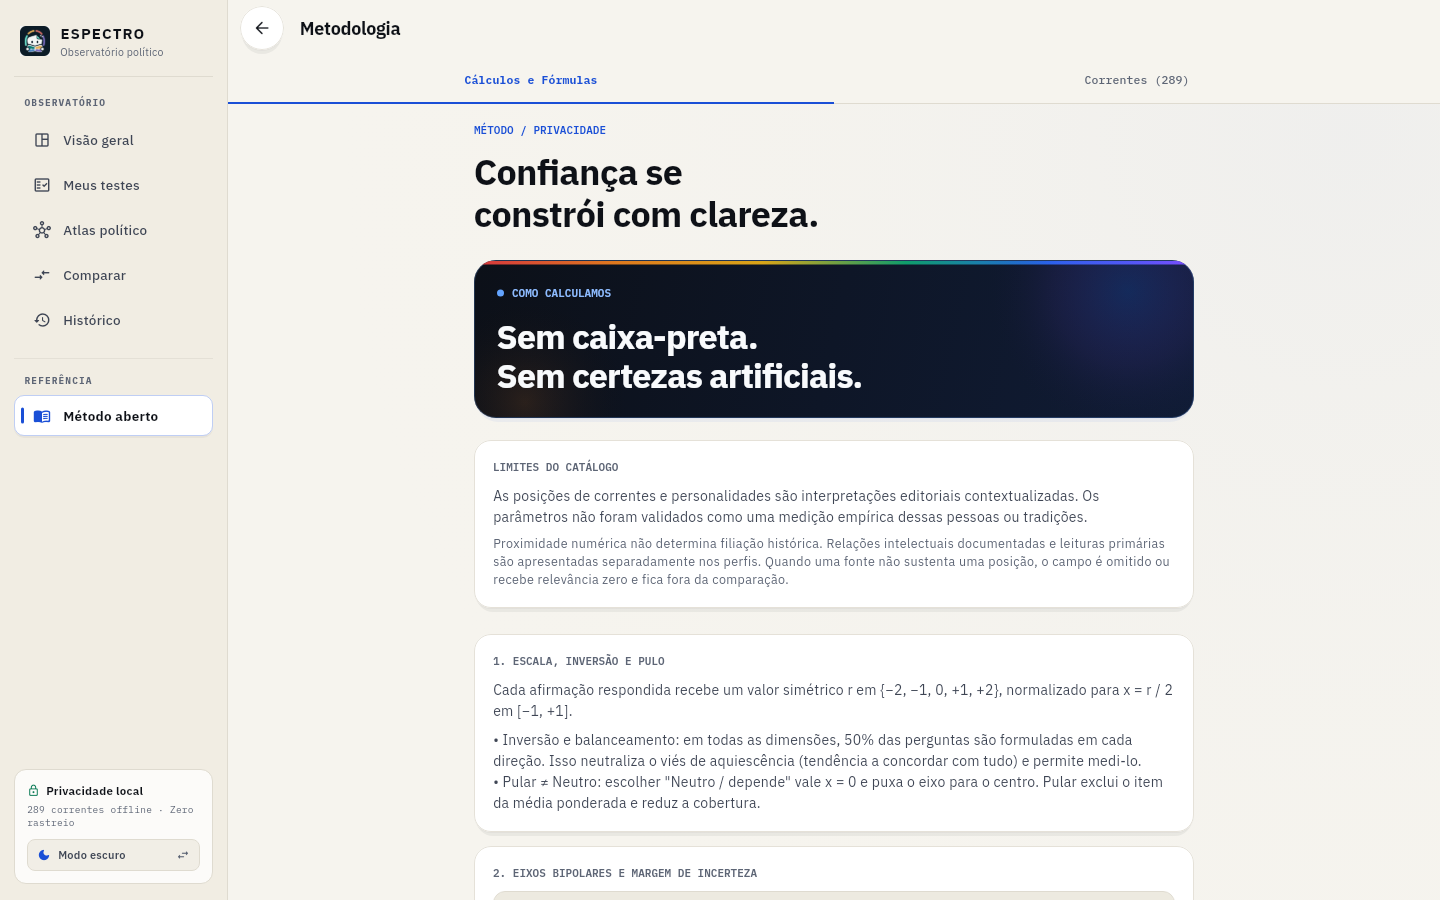 ESPECTRO
Observatório político
OBSERVATÓRIO
Visão geral
Meus testes
Atlas político
Comparar
Histórico
REFERÊNCIA
Método aberto
Privacidade local
289 correntes offline · Zero
rastreio
Modo escuro
Metodologia
Cálculos e Fórmulas
Correntes (289)
MÉTODO / PRIVACIDADE
Confiança se
constrói com clareza.
COMO CALCULAMOS
Sem caixa-preta.
Sem certezas artificiais.
LIMITES DO CATÁLOGO
As posições de correntes e personalidades são interpretações editoriais contextualizadas. Os
parâmetros não foram validados como uma medição empírica dessas pessoas ou tradições.
Proximidade numérica não determina filiação histórica. Relações intelectuais documentadas e leituras primárias
são apresentadas separadamente nos perfis. Quando uma fonte não sustenta uma posição, o campo é omitido ou
recebe relevância zero e fica fora da comparação.
1. ESCALA, INVERSÃO E PULO
Cada afirmação respondida recebe um valor simétrico r em {−2, −1, 0, +1, +2}, normalizado para x = r / 2
em [−1, +1].
• Inversão e balanceamento: em todas as dimensões, 50% das perguntas são formuladas em cada
direção. Isso neutraliza o viés de aquiescência (tendência a concordar com tudo) e permite medi-lo.
• Pular ≠ Neutro: escolher "Neutro / depende" vale x = 0 e puxa o eixo para o centro. Pular exclui o item
da média ponderada e reduz a cobertura.
2. EIXOS BIPOLARES E MARGEM DE INCERTEZA